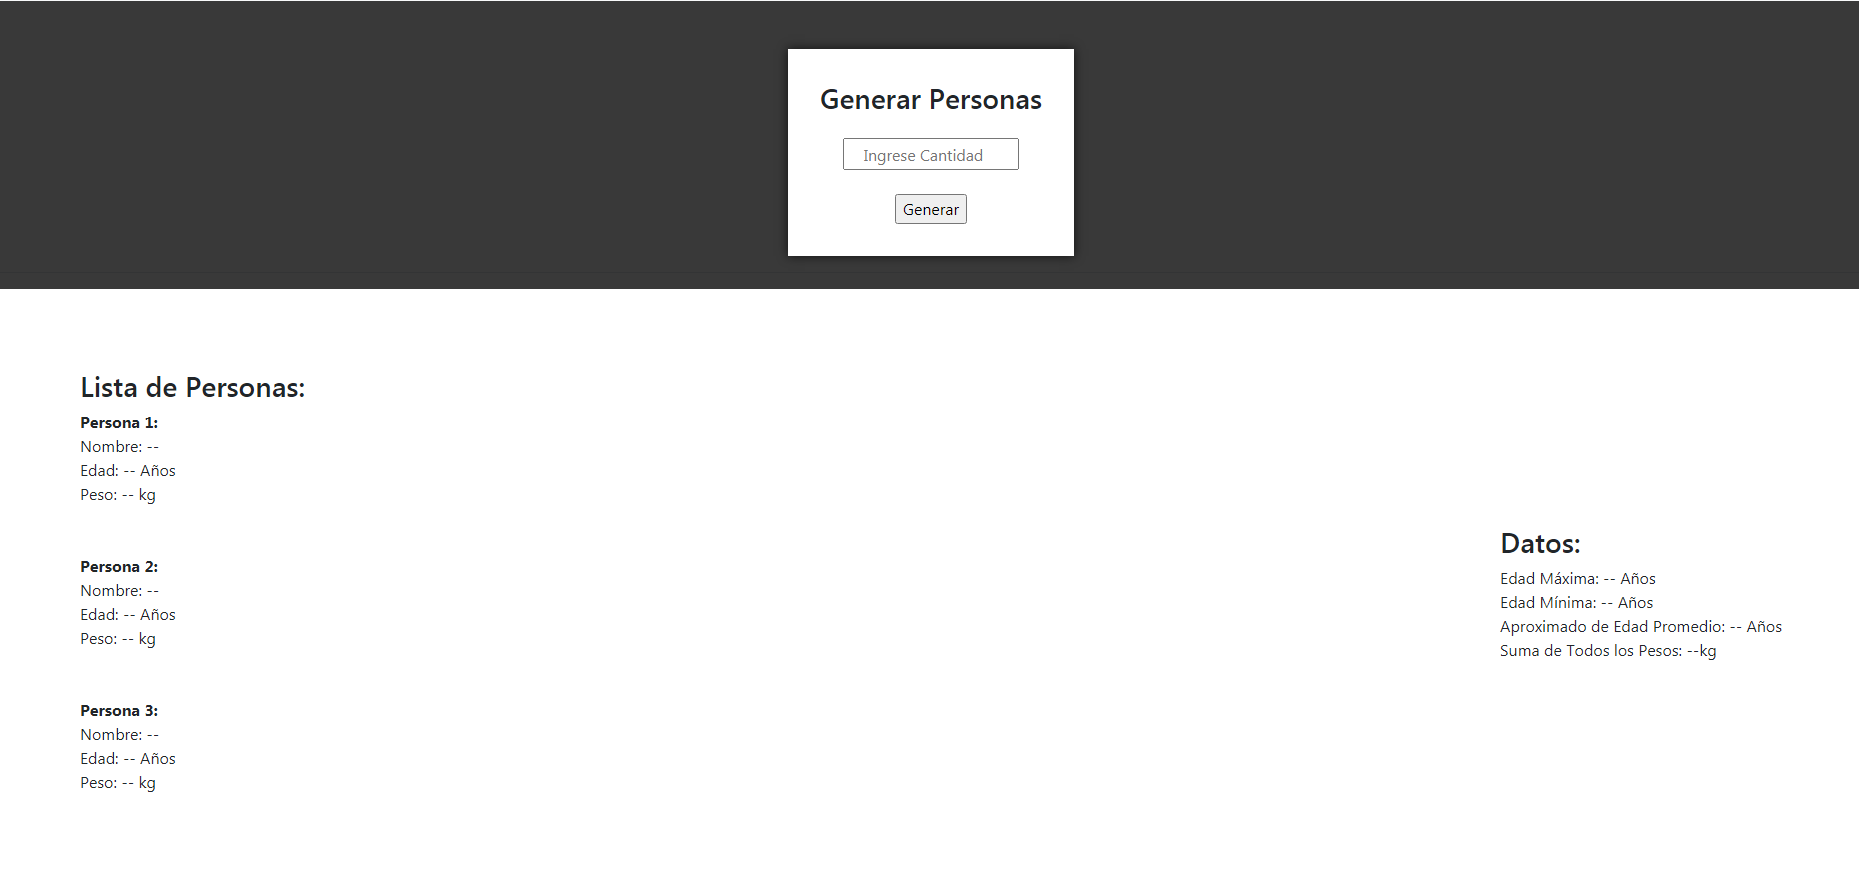 Generar Personas
Ingrese Cantidad
Generar
Lista de Personas:
Persona 1:
Nombre: --
Edad: -- Años
Peso: -- kg
Persona 2:
Nombre: --
Edad: -- Años
Peso: -- kg
Persona 3:
Nombre: --
Edad: -- Años
Peso: -- kg
Datos:
Edad Máxima: -- Años
Edad Mínima: -- Años
Aproximado de Edad Promedio: -- Años
Suma de Todos los Pesos: --kg